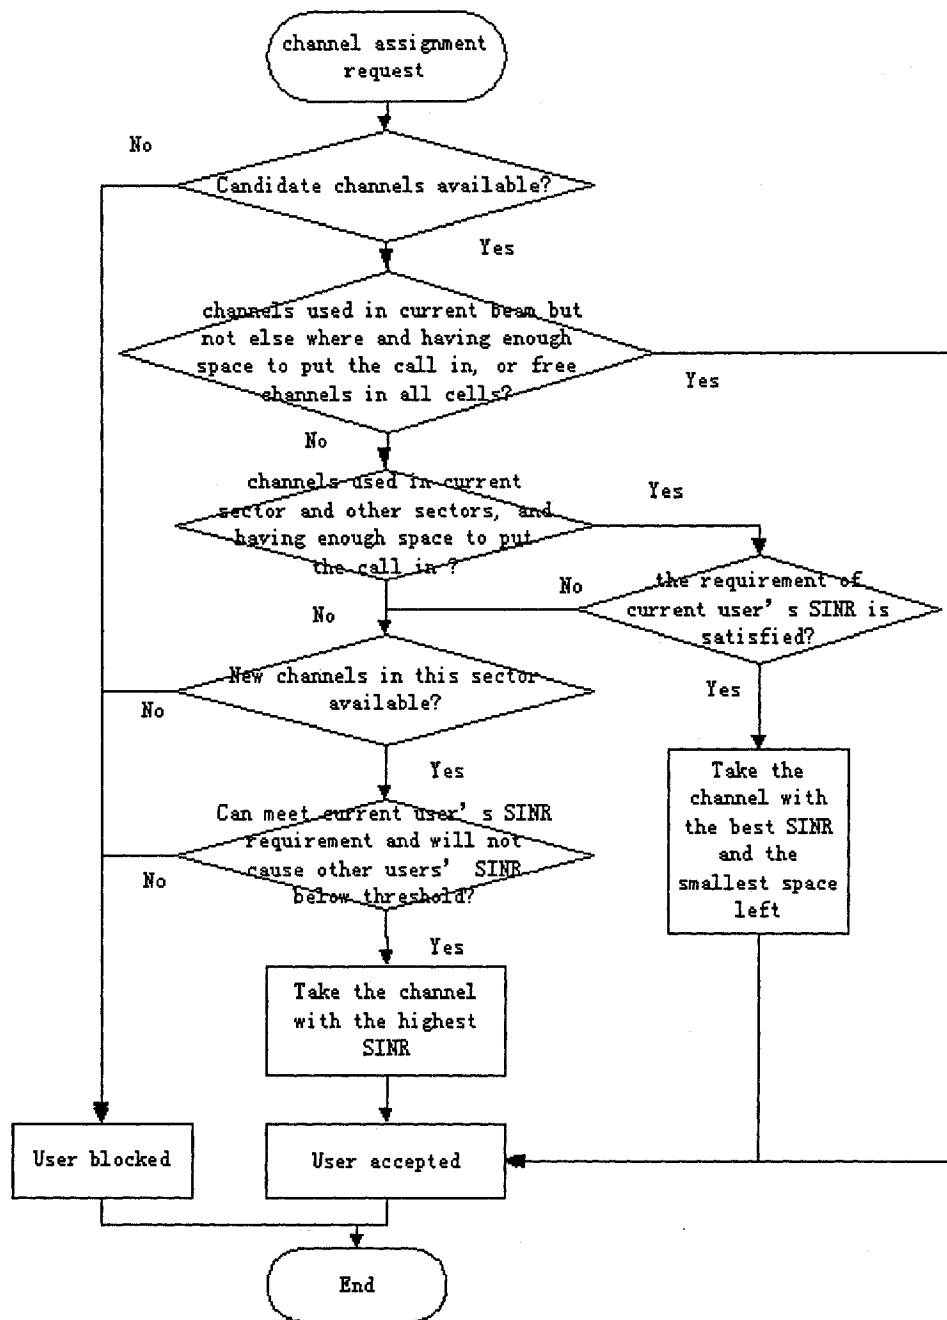 channel assignment
request
No
Candidate channels available?
Yes
channels used in current beam but
not else where and having enough
space to put the call in, or free
channels in all cells?
Yes
No
channels used in current
sector and other sectors, and
having enough space to put
the call in ?
Yes
No
the requirement of
current user's SINR is
satisfied?
No
New channels in this sector
available?
No
Yes
Yes
Take the
channel with
the best SINR
and the
smallest space
left
Can meet current user's SINR
requirement and will not
cause other users' SINR
below threshold?
No
Yes
Take the channel
with the highest
SINR
User blocked
User accepted
End